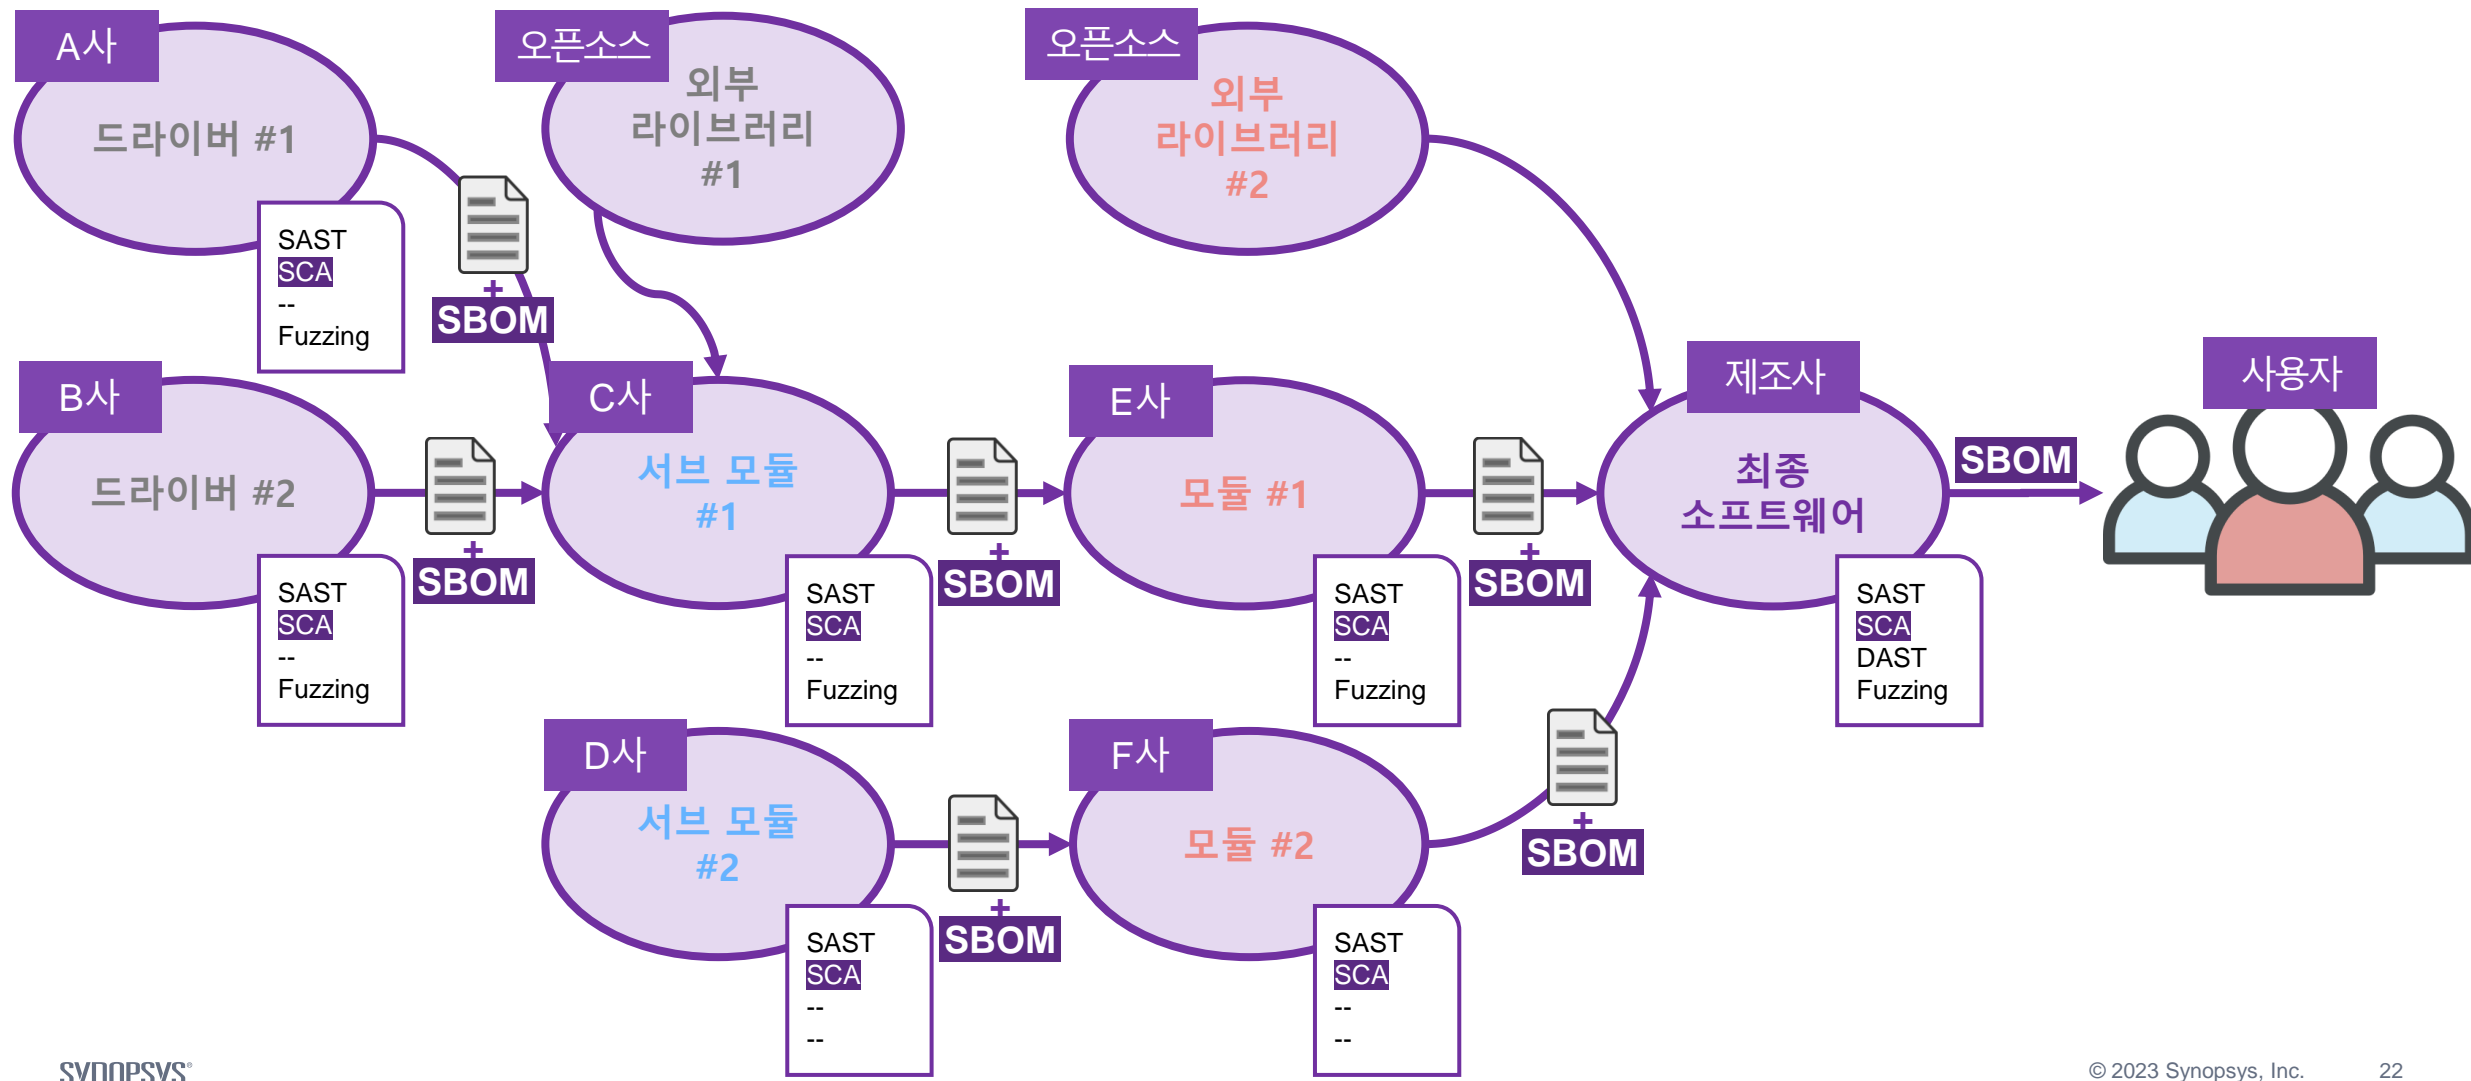 A사
드라이버 #1
SAST
SCA
--
Fuzzing
+
SBOM
오픈소스
외부
라이브러리
#1
오픈소스
외부
라이브러리
#2
B사
드라이버 #2
SAST
SCA
--
Fuzzing
+
SBOM
C사
서브 모듈
#1
SAST
SCA
--
Fuzzing
+
SBOM
E사
모듈 #1
SAST
SCA
--
Fuzzing
+
SBOM
제조사
최종
소프트웨어
SAST
SCA
DAST
Fuzzing
SBOM
사용자
D사
서브 모듈
#2
SAST
SCA
--
--
+
SBOM
F사
모듈 #2
SAST
SCA
--
--
+
SBOM
SYNOPSYS®
© 2023 Synopsys, Inc.
22